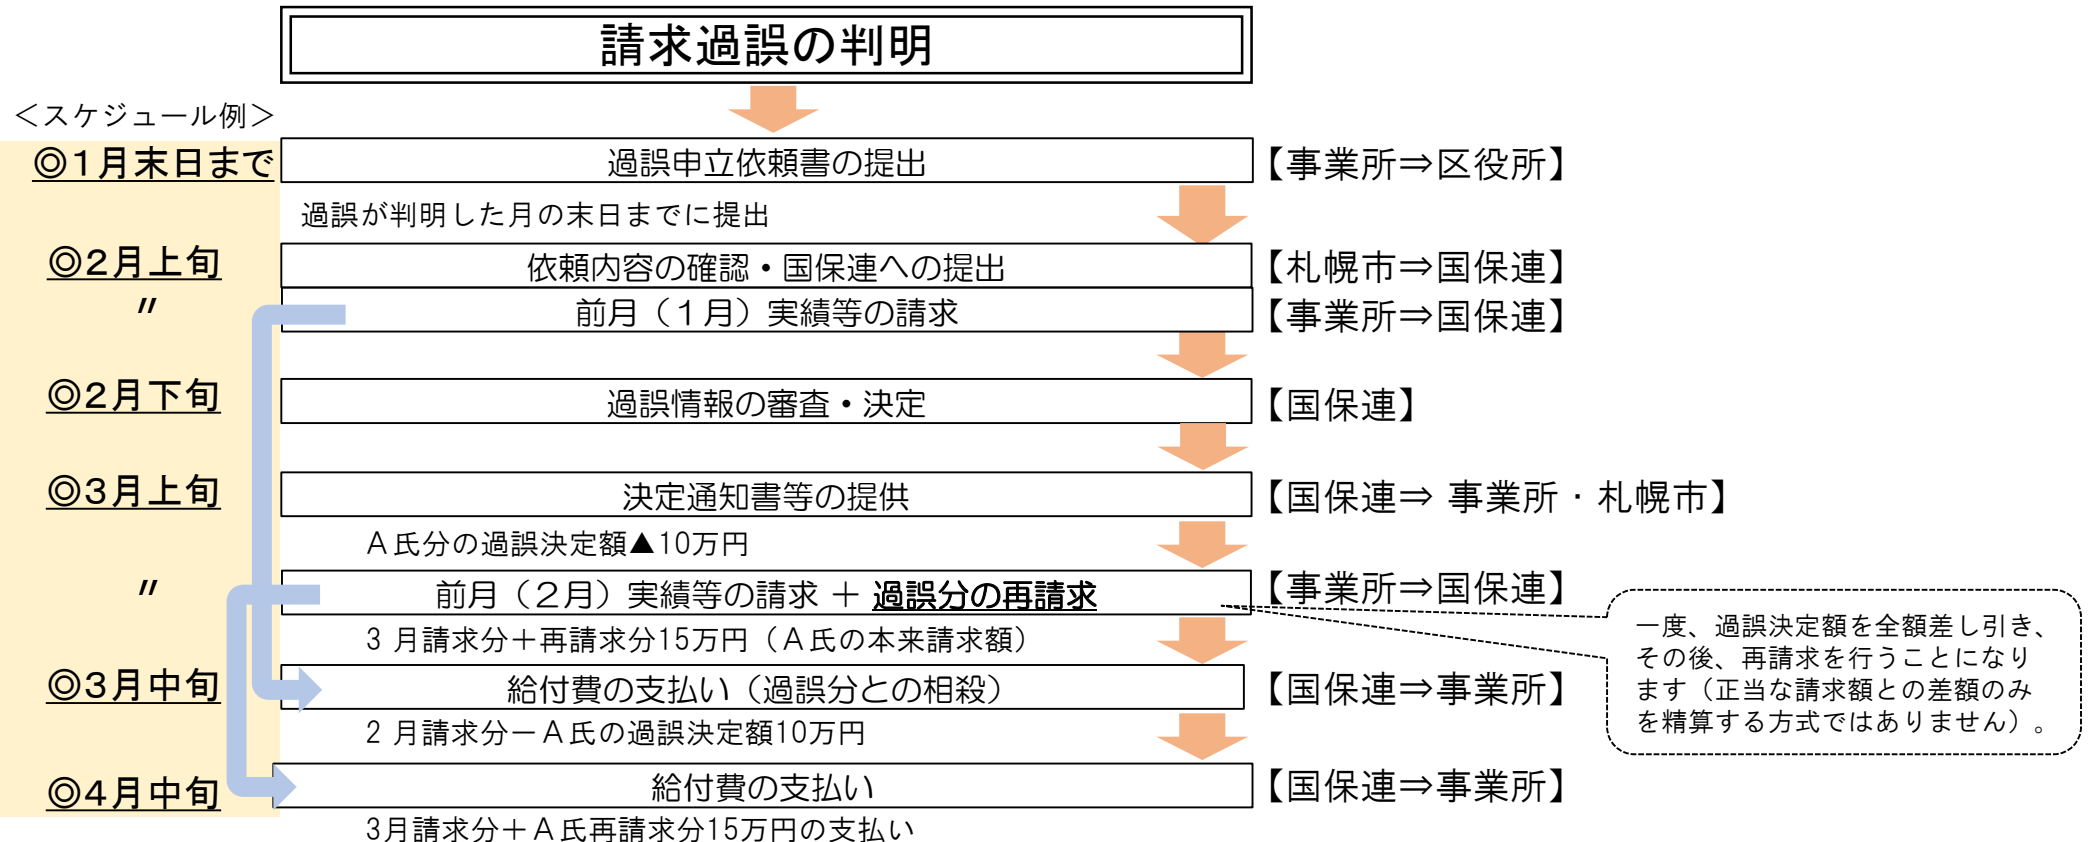 請求過誤の判明
＜スケジュール例＞
◎1月末日まで
過誤申立依頼書の提出
【事業所⇒区役所】
過誤が判明した月の末日までに提出
◎2月上旬
依頼内容の確認・国保連への提出
【札幌市⇒国保連】
〃
前月（１月）実績等の請求
【事業所⇒国保連】
◎2月下旬
過誤情報の審査・決定
【国保連】
◎3月上旬
決定通知書等の提供
【国保連⇒ 事業所・札幌市】
Ａ氏分の過誤決定額▲10万円
〃
前月（２月）実績等の請求 ＋ 過誤分の再請求
【事業所⇒国保連】
3 月請求分＋再請求分15万円（Ａ氏の本来請求額）
一度、過誤決定額を全額差し引き、
その後、再請求を行うことになり
ます（正当な請求額との差額のみ
を精算する方式ではありません）。
◎3月中旬
給付費の支払い（過誤分との相殺）
【国保連⇒事業所】
2 月請求分－Ａ氏の過誤決定額10万円
◎4月中旬
給付費の支払い
【国保連⇒事業所】
3月請求分＋Ａ氏再請求分15万円の支払い